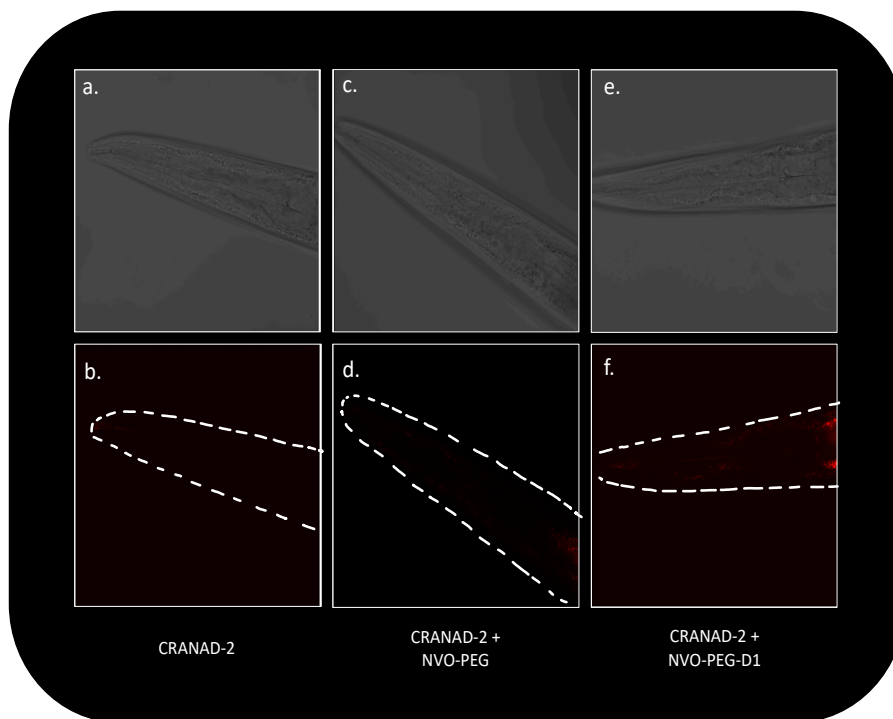 a.
c.
e.
b.
d.
f.
CRANAD-2
CRANAD-2 +
NVO-PEG
CRANAD-2 +
NVO-PEG-D1